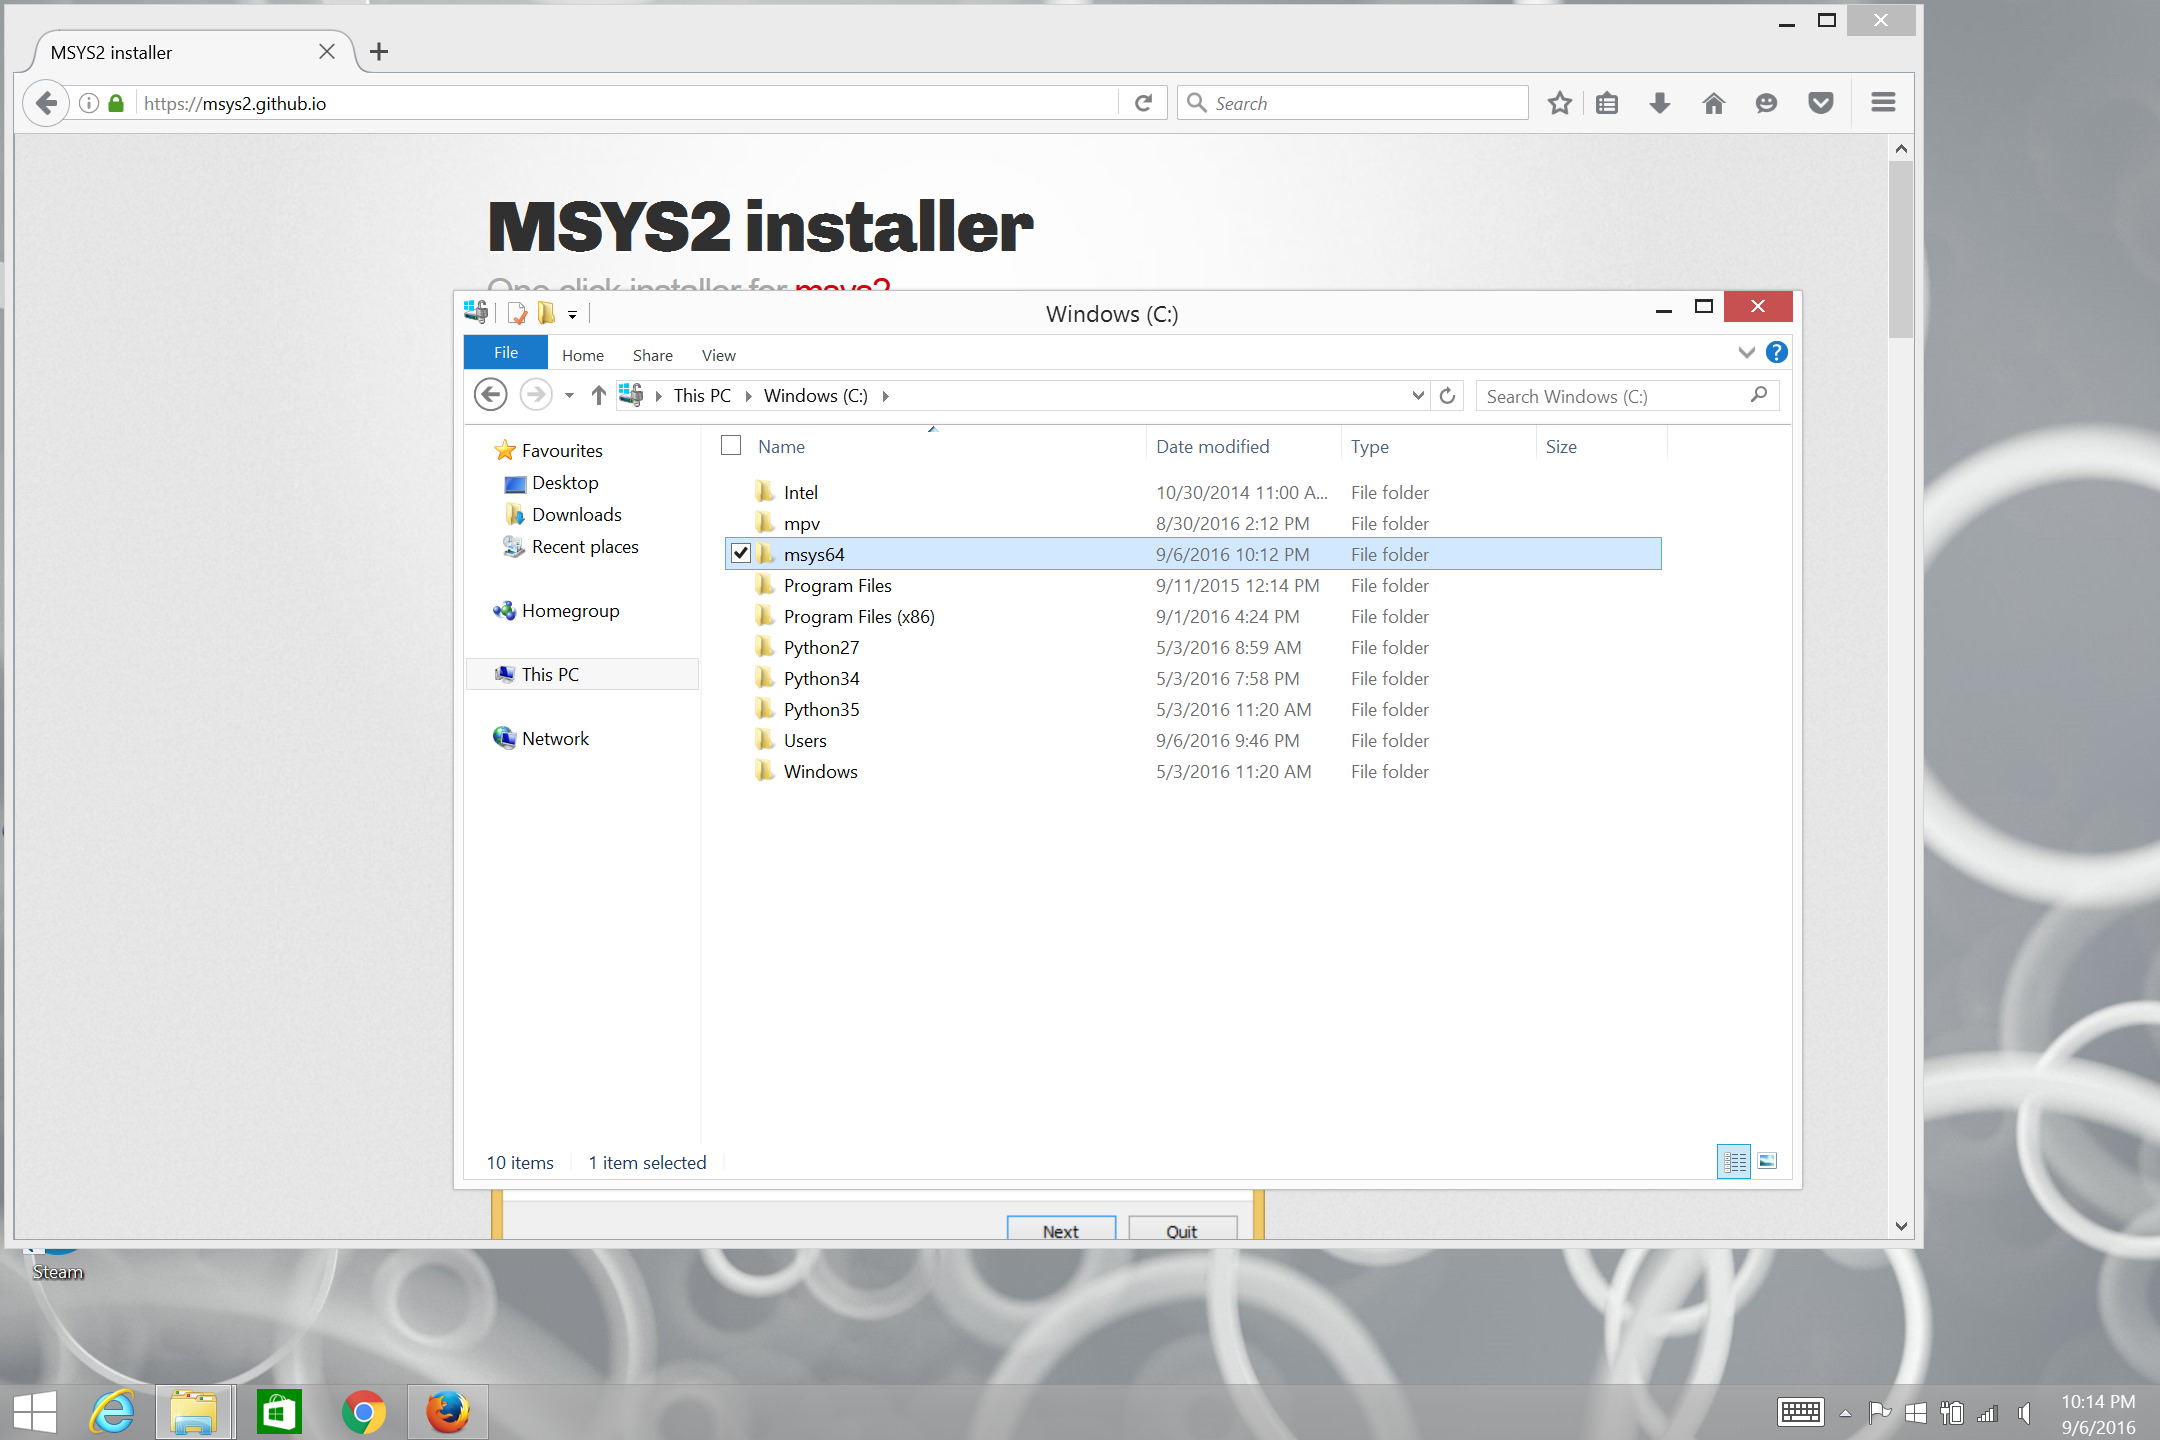 MSYS2 installer
https://msys2.github.io
Search
MSYS2 installer
One-click installer for msys2
Windows (C:)
File
Home
Share
View
This PC
Windows (C:)
Search Windows (C:)
Favourites
Desktop
Downloads
Recent places
Homegroup
This PC
Network
Name Date modified Type Size
Intel 10/30/2014 11:00 A... File folder
mpv 8/30/2016 2:12 PM File folder
msys64 9/6/2016 10:12 PM File folder
Program Files 9/11/2015 12:14 PM File folder
Program Files (x86) 9/1/2016 4:24 PM File folder
Python27 5/3/2016 8:59 AM File folder
Python34 5/3/2016 7:58 PM File folder
Python35 5/3/2016 11:20 AM File folder
Users 9/6/2016 9:46 PM File folder
Windows 5/3/2016 11:20 AM File folder
10 items 1 item selected
Next Quit
Steam
10:14 PM
9/6/2016